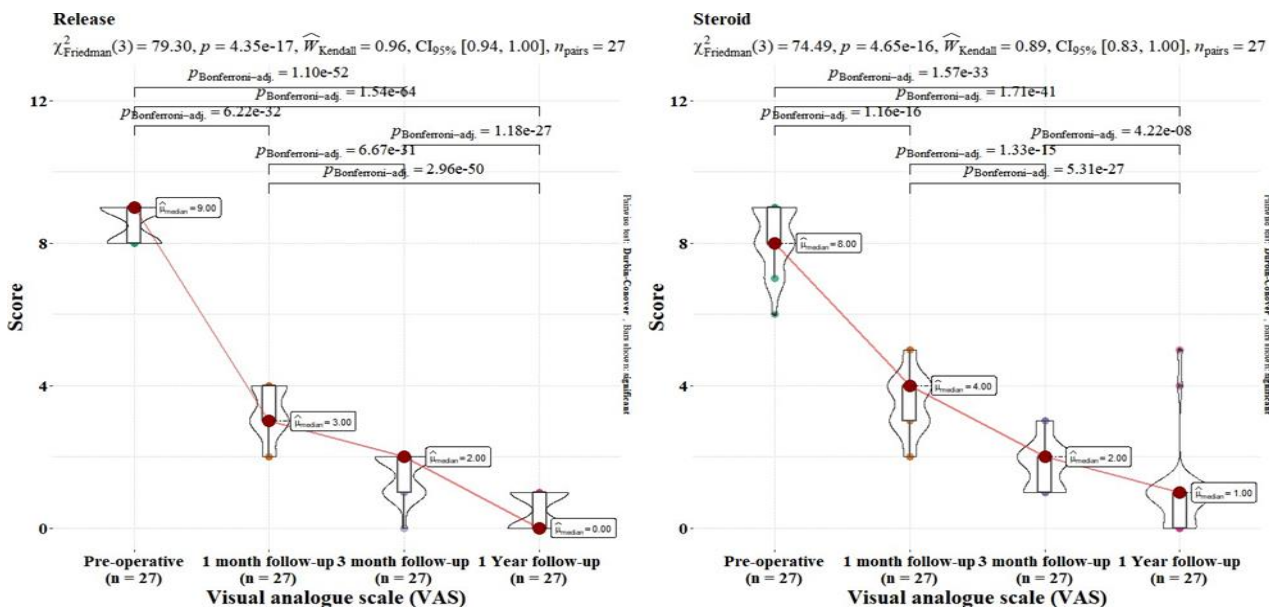 Release
χ²Friedman(3) = 79.30, p = 4.35e-17, ŴKendall = 0.96, CI95% [0.94, 1.00], npairs = 27
pBonferroni−adj. = 1.10e-52
pBonferroni−adj. = 1.54e-64
pBonferroni−adj. = 6.22e-32
pBonferroni−adj. = 1.18e-27
pBonferroni−adj. = 6.67e-31
pBonferroni−adj. = 2.96e-50
12
8
4
0
Score
μ̂median = 9.00
μ̂median = 3.00
μ̂median = 2.00
μ̂median = 0.00
Pairwise test: Durbin-Conover , Bars shown: significant
Pre-operative 1 month follow-up 3 month follow-up 1 Year follow-up
(n = 27) (n = 27) (n = 27) (n = 27)
Visual analogue scale (VAS)
Steroid
χ²Friedman(3) = 74.49, p = 4.65e-16, ŴKendall = 0.89, CI95% [0.83, 1.00], npairs = 27
pBonferroni−adj. = 1.57e-33
pBonferroni−adj. = 1.71e-41
pBonferroni−adj. = 1.16e-16
pBonferroni−adj. = 4.22e-08
pBonferroni−adj. = 1.33e-15
pBonferroni−adj. = 5.31e-27
12
8
4
0
Score
μ̂median = 8.00
μ̂median = 4.00
μ̂median = 2.00
μ̂median = 1.00
test: Durbin-Conover , Bars shown: significant
Pre-operative 1 month follow-up 3 month follow-up 1 Year follow-up
(n = 27) (n = 27) (n = 27) (n = 27)
Visual analogue scale (VAS)